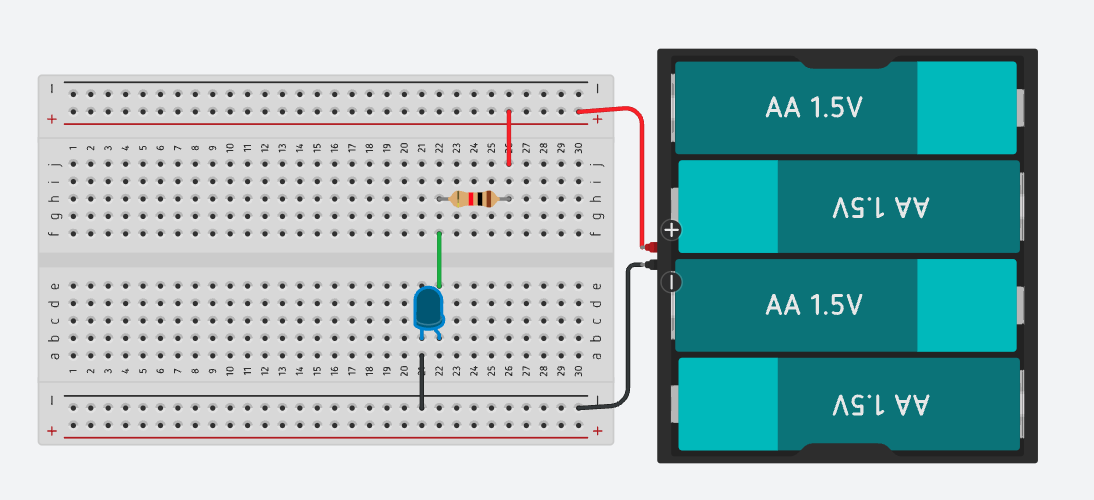 − −
+ +
1 2 3 4 5 6 7 8 9 10 11 12 13 14 15 16 17 18 19 20 21 22 23 24 25 26 27 28 29 30
j j
i i
h h
g g
f f
e e
d d
c c
b b
a a
1 2 3 4 5 6 7 8 9 10 11 12 13 14 15 16 17 18 19 20 21 22 23 24 25 26 27 28 29 30
− −
+ +
AA 1.5V
AA 1.5V
+
−
AA 1.5V
AA 1.5V